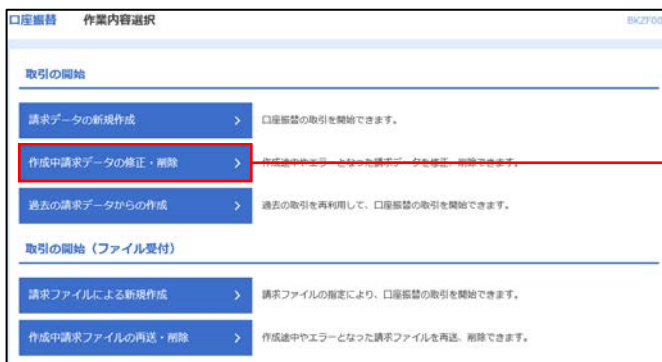 口座振替 作業内容選択 BKZF00
取引の開始
請求データの新規作成 > 口座振替の取引を開始できます。
作成中請求データの修正・削除 > 作成途中やエラーとなった請求データを修正、削除できます。
過去の請求データからの作成 > 過去の取引を再利用して、口座振替の取引を開始できます。
取引の開始（ファイル受付）
請求ファイルによる新規作成 > 請求ファイルの指定により、口座振替の取引を開始できます。
作成中請求ファイルの再送・削除 > 作成途中やエラーとなった請求ファイルを再送、削除できます。